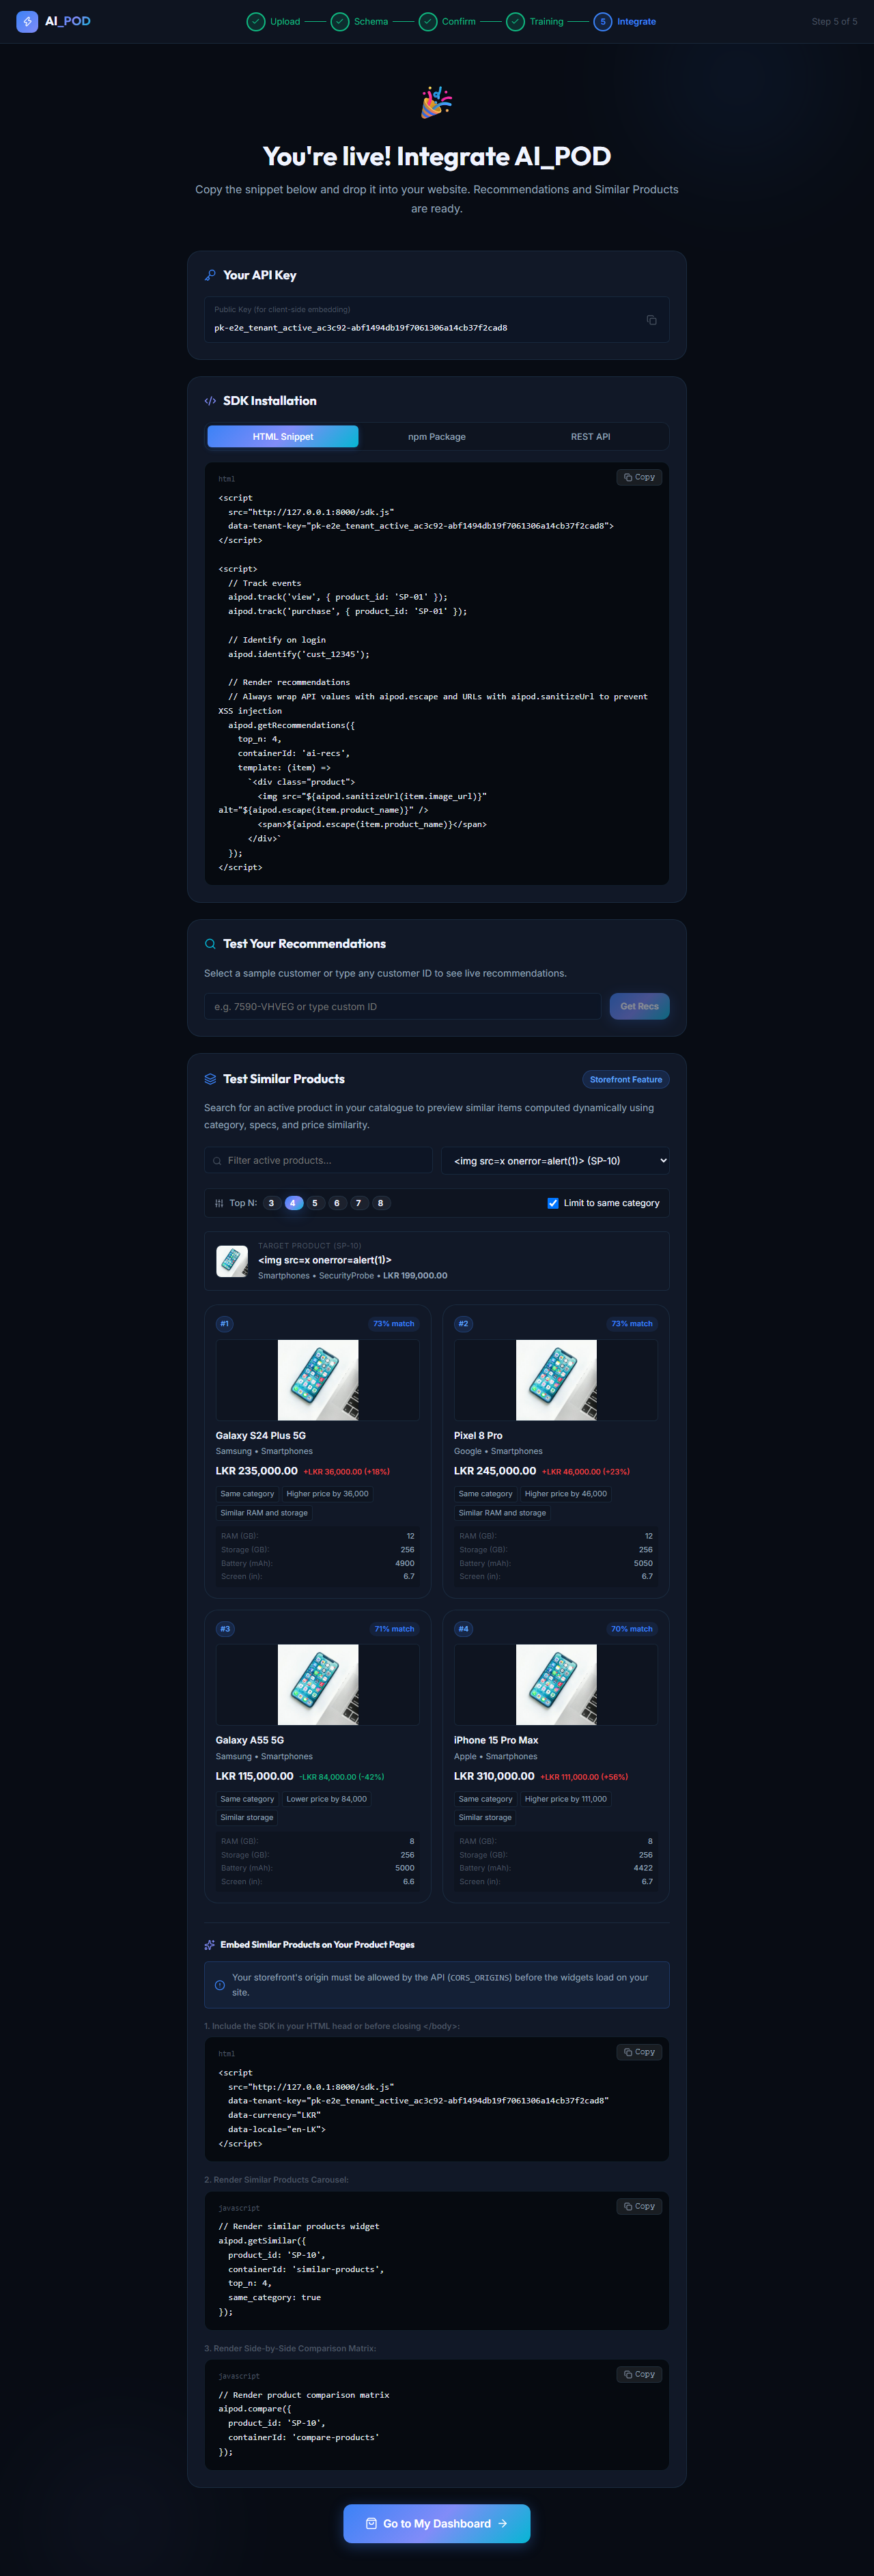 AI_POD
Upload
Schema
Confirm
Training
5
Integrate
Step 5 of 5
You're live! Integrate AI_POD
Copy the snippet below and drop it into your website. Recommendations and Similar Products
are ready.
Your API Key
Public Key (for client-side embedding)
pk-e2e_tenant_active_ac3c92-abf1494db19f7061306a14cb37f2cad8
SDK Installation
HTML Snippet
npm Package
REST API
html
Copy
<script
  src="http://127.0.0.1:8000/sdk.js"
  data-tenant-key="pk-e2e_tenant_active_ac3c92-abf1494db19f7061306a14cb37f2cad8">
</script>
<script>
  // Track events
  aipod.track('view', { product_id: 'SP-01' });
  aipod.track('purchase', { product_id: 'SP-01' });
  // Identify on login
  aipod.identify('cust_12345');
  // Render recommendations
  // Always wrap API values with aipod.escape and URLs with aipod.sanitizeUrl to prevent
XSS injection
  aipod.getRecommendations({
    top_n: 4,
    containerId: 'ai-recs',
    template: (item) =>
      `<div class="product">
        <img src="${aipod.sanitizeUrl(item.image_url)}"
alt="${aipod.escape(item.product_name)}" />
        <span>${aipod.escape(item.product_name)}</span>
      </div>`
  });
</script>
Test Your Recommendations
Select a sample customer or type any customer ID to see live recommendations.
e.g. 7590-VHVEG or type custom ID
Get Recs
Test Similar Products
Storefront Feature
Search for an active product in your catalogue to preview similar items computed dynamically using
category, specs, and price similarity.
Filter active products...
<img src=x onerror=alert(1)> (SP-10)
Top N: 3 4 5 6 7 8
Limit to same category
TARGET PRODUCT (SP-10)
<img src=x onerror=alert(1)>
Smartphones • SecurityProbe • LKR 199,000.00
#1
73% match
Galaxy S24 Plus 5G
Samsung • Smartphones
LKR 235,000.00 +LKR 36,000.00 (+18%)
Same category
Higher price by 36,000
Similar RAM and storage
RAM (GB): 12
Storage (GB): 256
Battery (mAh): 4900
Screen (in): 6.7
#2
73% match
Pixel 8 Pro
Google • Smartphones
LKR 245,000.00 +LKR 46,000.00 (+23%)
Same category
Higher price by 46,000
Similar RAM and storage
RAM (GB): 12
Storage (GB): 256
Battery (mAh): 5050
Screen (in): 6.7
#3
71% match
Galaxy A55 5G
Samsung • Smartphones
LKR 115,000.00 -LKR 84,000.00 (-42%)
Same category
Lower price by 84,000
Similar storage
RAM (GB): 8
Storage (GB): 256
Battery (mAh): 5000
Screen (in): 6.6
#4
70% match
iPhone 15 Pro Max
Apple • Smartphones
LKR 310,000.00 +LKR 111,000.00 (+56%)
Same category
Higher price by 111,000
Similar storage
RAM (GB): 8
Storage (GB): 256
Battery (mAh): 4422
Screen (in): 6.7
Embed Similar Products on Your Product Pages
Your storefront's origin must be allowed by the API (CORS_ORIGINS) before the widgets load on your
site.
1. Include the SDK in your HTML head or before closing </body>:
html
Copy
<script
  src="http://127.0.0.1:8000/sdk.js"
  data-tenant-key="pk-e2e_tenant_active_ac3c92-abf1494db19f7061306a14cb37f2cad8"
  data-currency="LKR"
  data-locale="en-LK">
</script>
2. Render Similar Products Carousel:
javascript
Copy
// Render similar products widget
aipod.getSimilar({
  product_id: 'SP-10',
  containerId: 'similar-products',
  top_n: 4,
  same_category: true
});
3. Render Side-by-Side Comparison Matrix:
javascript
Copy
// Render product comparison matrix
aipod.compare({
  product_id: 'SP-10',
  containerId: 'compare-products'
});
Go to My Dashboard